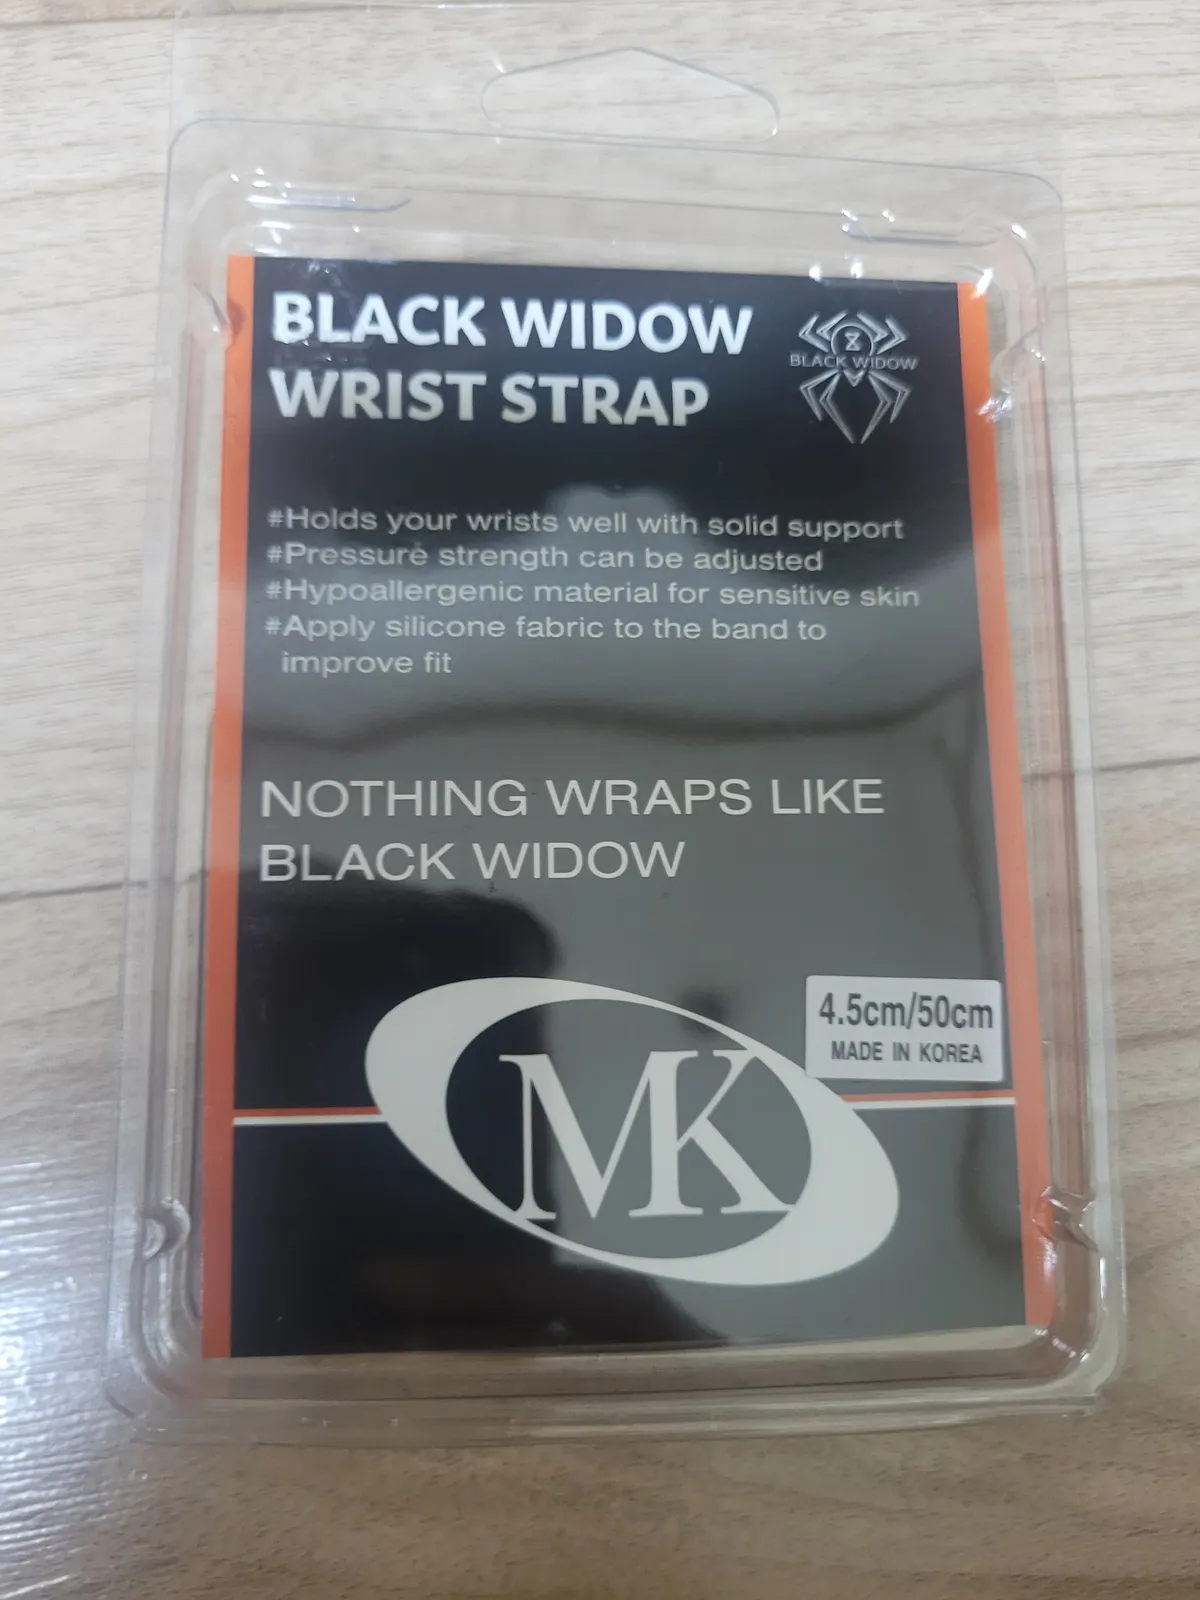 BLACK WIDOW
WRIST STRAP
BLACK WIDOW
#Holds your wrists well with solid support
#Pressure strength can be adjusted
#Hypoallergenic material for sensitive skin
#Apply silicone fabric to the band to
improve fit
NOTHING WRAPS LIKE
BLACK WIDOW
4.5cm/50cm
MADE IN KOREA
MK